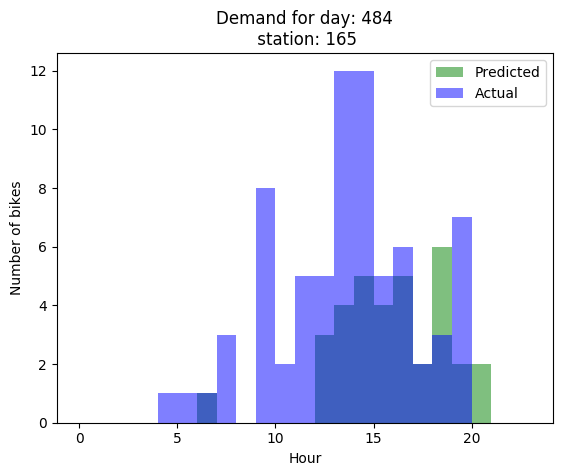 Demand for day: 484
station: 165
Predicted
Actual
Number of bikes
12
10
8
6
4
2
0
0
5
10
15
20
Hour